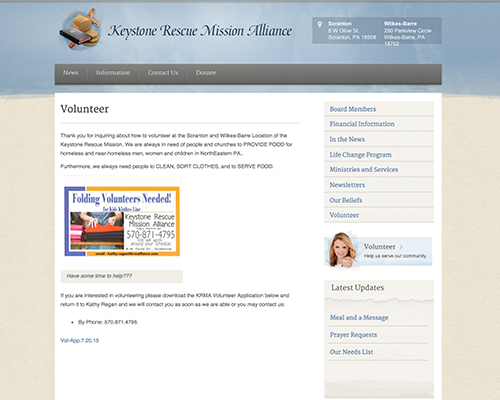 Keystone Rescue Mission Alliance
Scranton
8 W Olive St.
Scranton, PA 18508
Wilkes-Barre
290 Parkview Circle
Wilkes-Barre, PA
18702
News
Information
Contact Us
Donate
Volunteer
Thank you for inquiring about how to volunteer at the Scranton and Wilkes-Barre Location of the
Keystone Rescue Mission. We are always in need of people and churches to PROVIDE FOOD for
homeless and near-homeless men, women and children in NorthEastern PA..
Furthermore, we always need people to CLEAN, SORT CLOTHES, and to SERVE FOOD.
Folding Volunteers Needed!
for Kids Klothes Line
Keystone Rescue
Mission Alliance
570-871-4795
We will work
around your Schedule
Have some time to help???
If you are interested in volunteering please download the KRMA Volunteer Application below and
return it to Kathy Regan and we will contact you as soon as we are able or you may contact us:
• By Phone: 570.871.4795
Vol-App.7.20.15
Board Members
Financial Information
In the News
Life Change Program
Ministries and Services
Newsletters
Our Beliefs
Volunteer
Volunteer >
Help us serve our community.
Latest Updates
Meal and a Message
Prayer Requests
Our Needs List